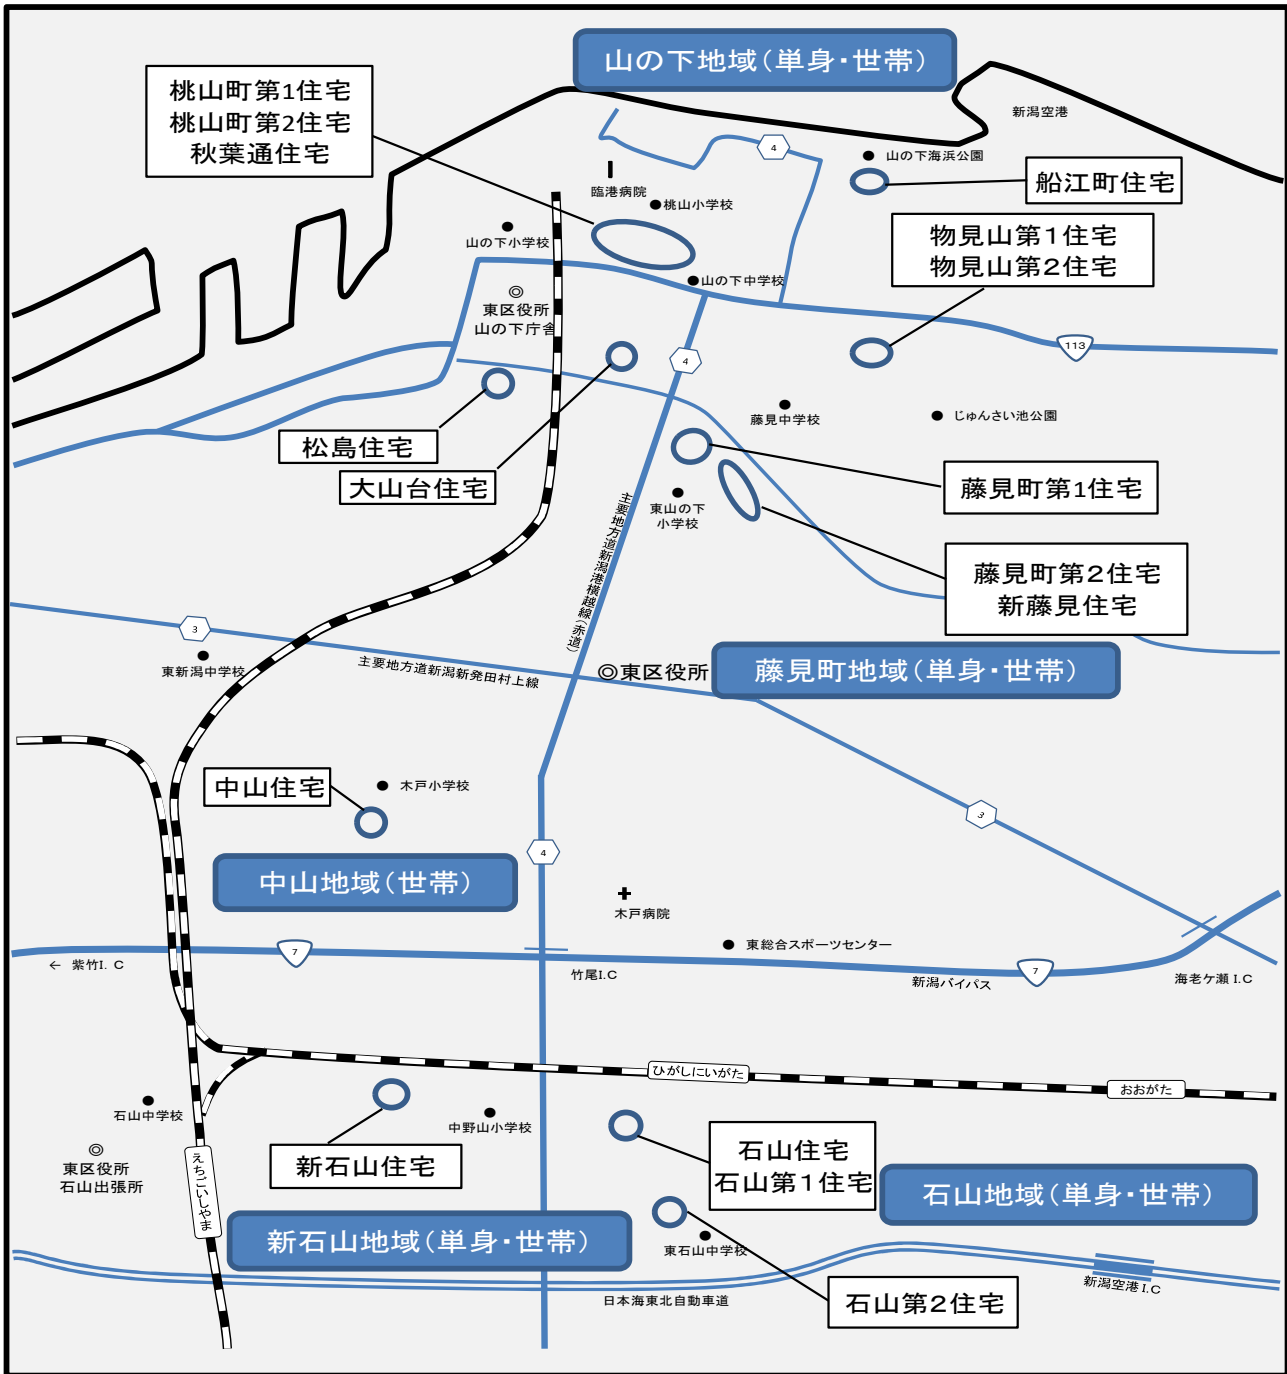 山の下地域(単身・世帯)
桃山町第1住宅
桃山町第2住宅
秋葉通住宅
新潟空港
4
山の下海浜公園
船江町住宅
臨港病院
桃山小学校
山の下小学校
物見山第1住宅
物見山第2住宅
山の下中学校
東区役所
山の下庁舎
113
4
藤見中学校
じゅんさい池公園
松島住宅
大山台住宅
藤見町第1住宅
東山の下
小学校
主要地方道新潟港横越線(赤道)
藤見町第2住宅
新藤見住宅
3
東新潟中学校
主要地方道新潟新発田村上線
◎東区役所
藤見町地域(単身・世帯)
中山住宅
木戸小学校
3
4
中山地域(世帯)
木戸病院
東総合スポーツセンター
7
← 紫竹I. C
竹尾I.C
新潟バイパス
7
海老ケ瀬 I.C
ひがしにいがた
おおがた
石山中学校
中野山小学校
東区役所
石山出張所
えちごいしやま
新石山住宅
石山住宅
石山第1住宅
石山地域(単身・世帯)
新石山地域(単身・世帯)
東石山中学校
新潟空港 I.C
日本海東北自動車道
石山第2住宅